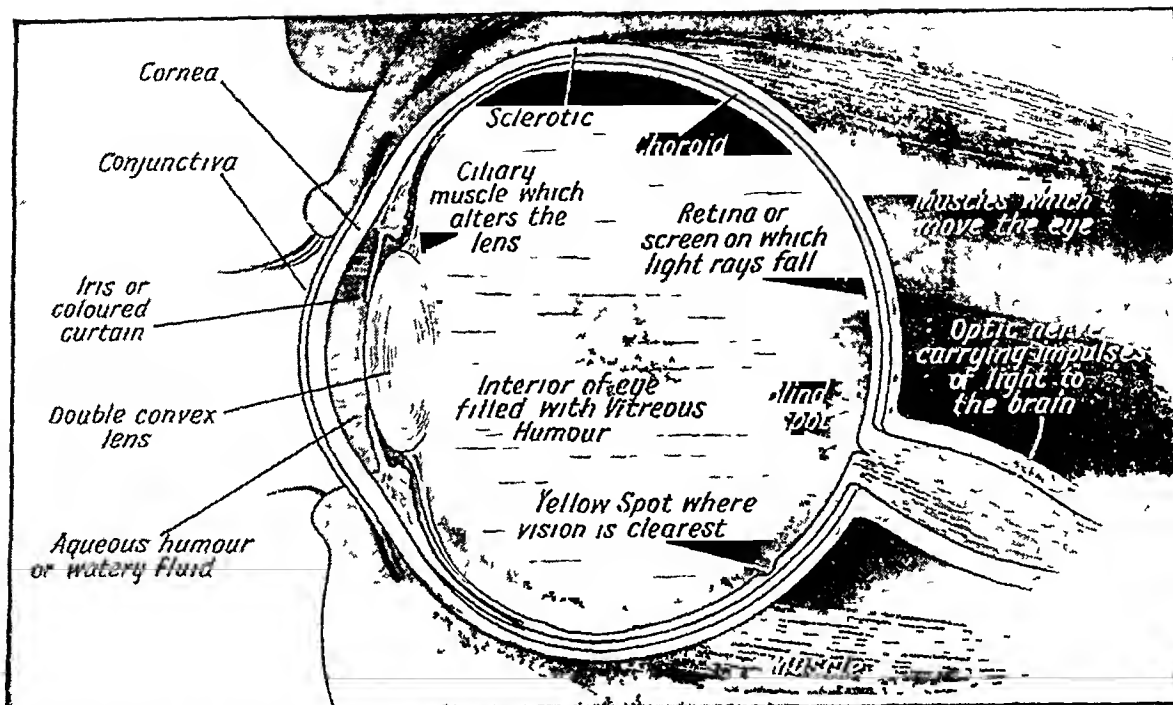 Cornea
Conjunctiva
Iris or
coloured
curtain
Double convex
lens
Aqueous humour
or watery fluid
Sclerotic
Choroid
Ciliary
muscle which
alters the
lens
Retina or
screen on which
light rays fall
Muscles which
move the eye
Optic nerve
carrying impulses
of light to
the brain
Interior of eye
filled with Vitreous
Humour
Blind
Spot
Yellow Spot where
vision is clearest